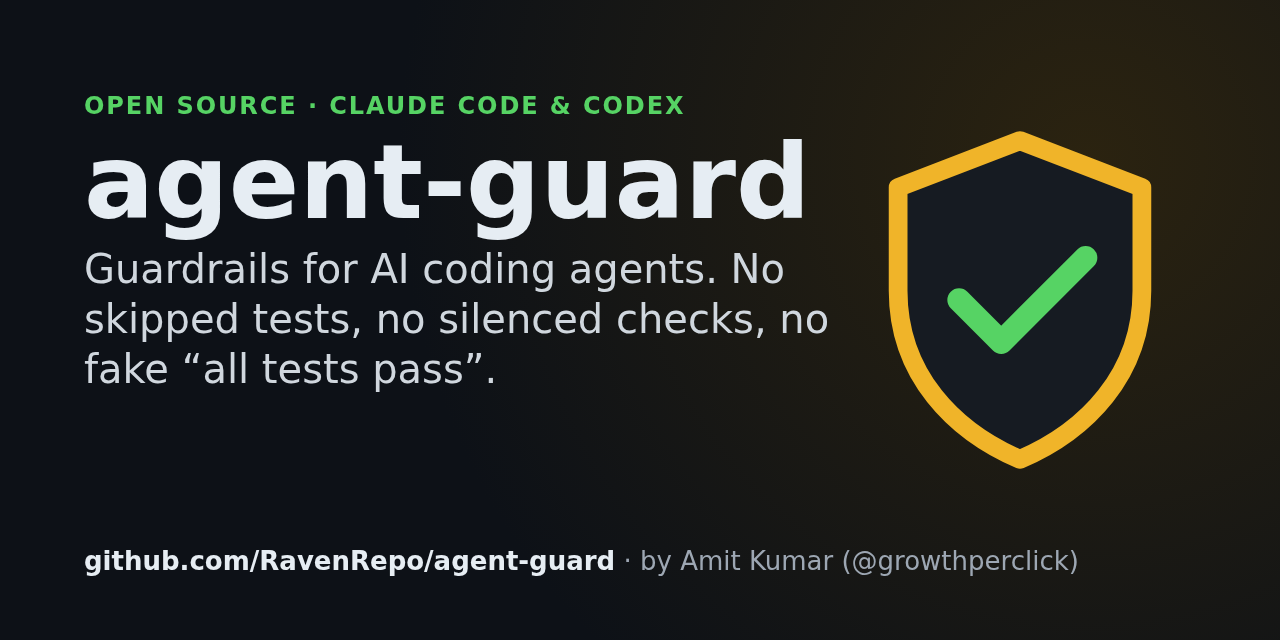 OPEN SOURCE · CLAUDE CODE & CODEX
agent-guard
Guardrails for AI coding agents. No
skipped tests, no silenced checks, no
fake “all tests pass”.
github.com/RavenRepo/agent-guard · by Amit Kumar (@growthperclick)